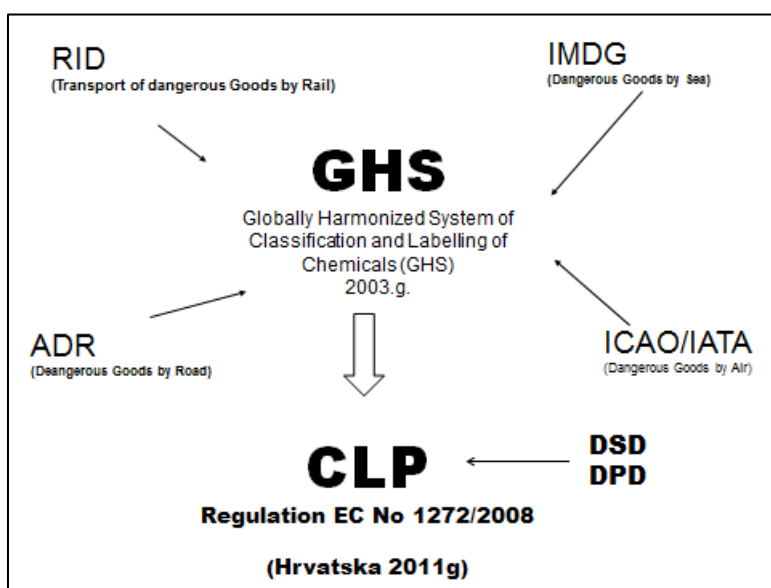 RID
(Transport of dangerous Goods by Rail)
IMDG
(Dangerous Goods by Sea)
GHS
Globally Harmonized System of
Classification and Labelling of
Chemicals (GHS)
2003.g.
ADR
(Deangerous Goods by Road)
ICAO/IATA
(Dangerous Goods by Air)
CLP
DSD
DPD
Regulation EC No 1272/2008
(Hrvatska 2011g)